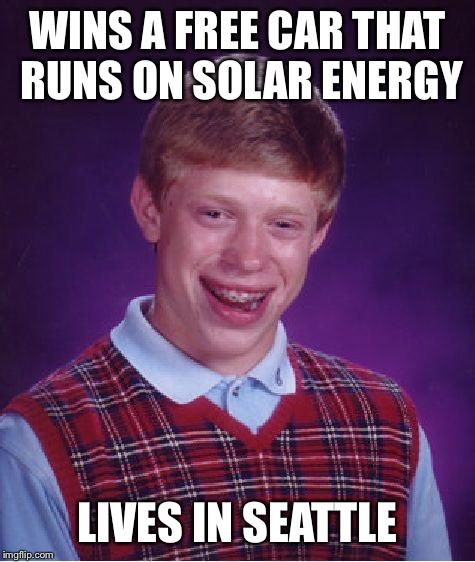 WINS A FREE CAR THAT
RUNS ON SOLAR ENERGY
LIVES IN SEATTLE
imgflip.com